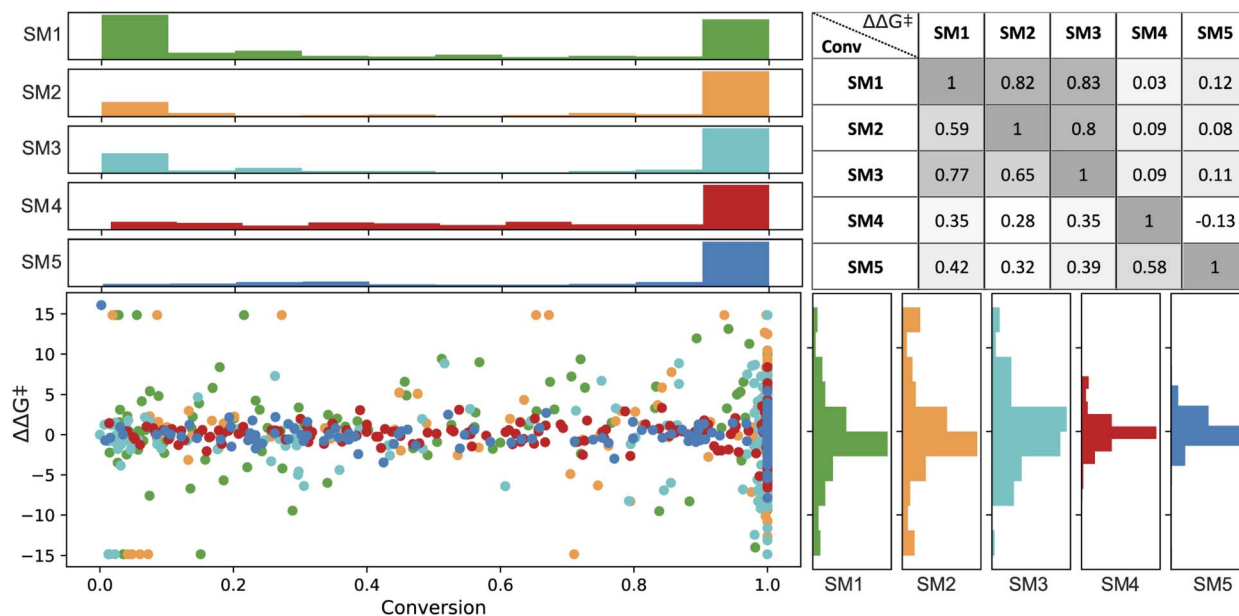 SM1
SM2
SM3
SM4
SM5
ΔΔG‡ SM1 SM2 SM3 SM4 SM5
Conv
SM1 1 0.82 0.83 0.03 0.12
SM2 0.59 1 0.8 0.09 0.08
SM3 0.77 0.65 1 0.09 0.11
SM4 0.35 0.28 0.35 1 -0.13
SM5 0.42 0.32 0.39 0.58 1
ΔΔG‡
15
10
5
0
−5
−10
−15
0.0 0.2 0.4 0.6 0.8 1.0
Conversion
SM1 SM2 SM3 SM4 SM5